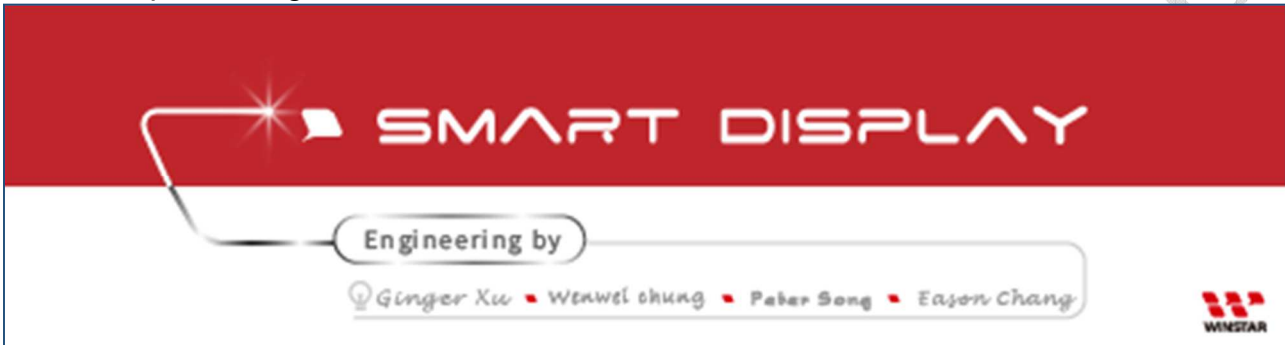 SMART DISPLAY
Engineering by
Ginger Xu ▪ Wenwei chung ▪ Peter Song ▪ Eason Chang
WINSTAR